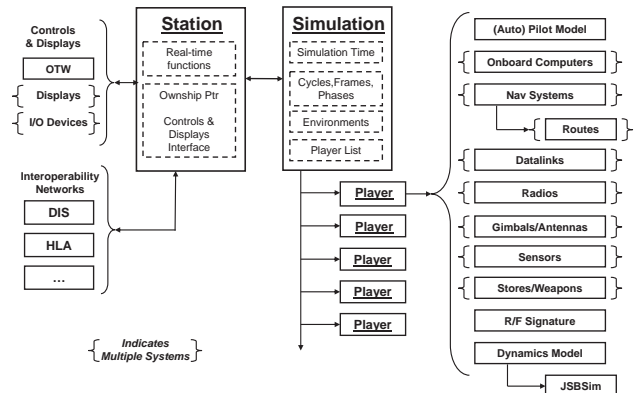 Controls
& Displays
OTW
Displays
I/O Devices
Interoperability
Networks
DIS
HLA
…
Station
Real-time
functions
Ownship Ptr
Controls &
Displays
Interface
Simulation
Simulation Time
Cycles,Frames,
Phases
Environments
Player List
Player
Player
Player
Player
Player
(Auto) Pilot Model
Onboard Computers
Nav Systems
Routes
Datalinks
Radios
Gimbals/Antennas
Sensors
Stores/Weapons
R/F Signature
Dynamics Model
JSBSim
Indicates
Multiple Systems